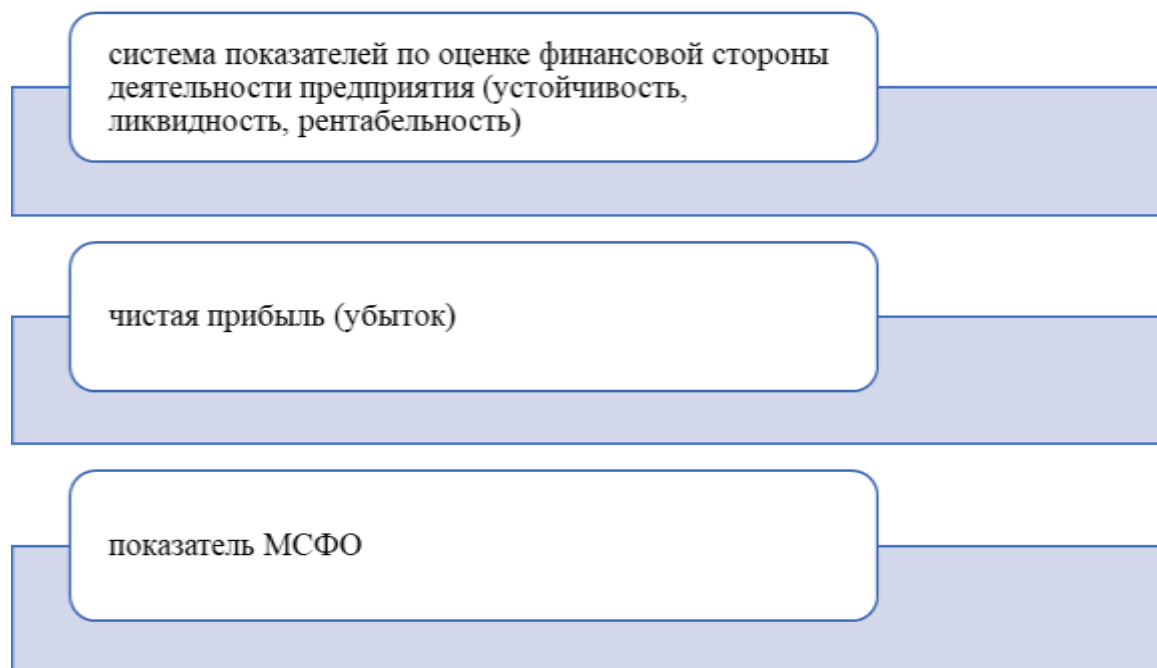 система показателей по оценке финансовой стороны
деятельности предприятия (устойчивость,
ликвидность, рентабельность)
чистая прибыль (убыток)
показатель МСФО